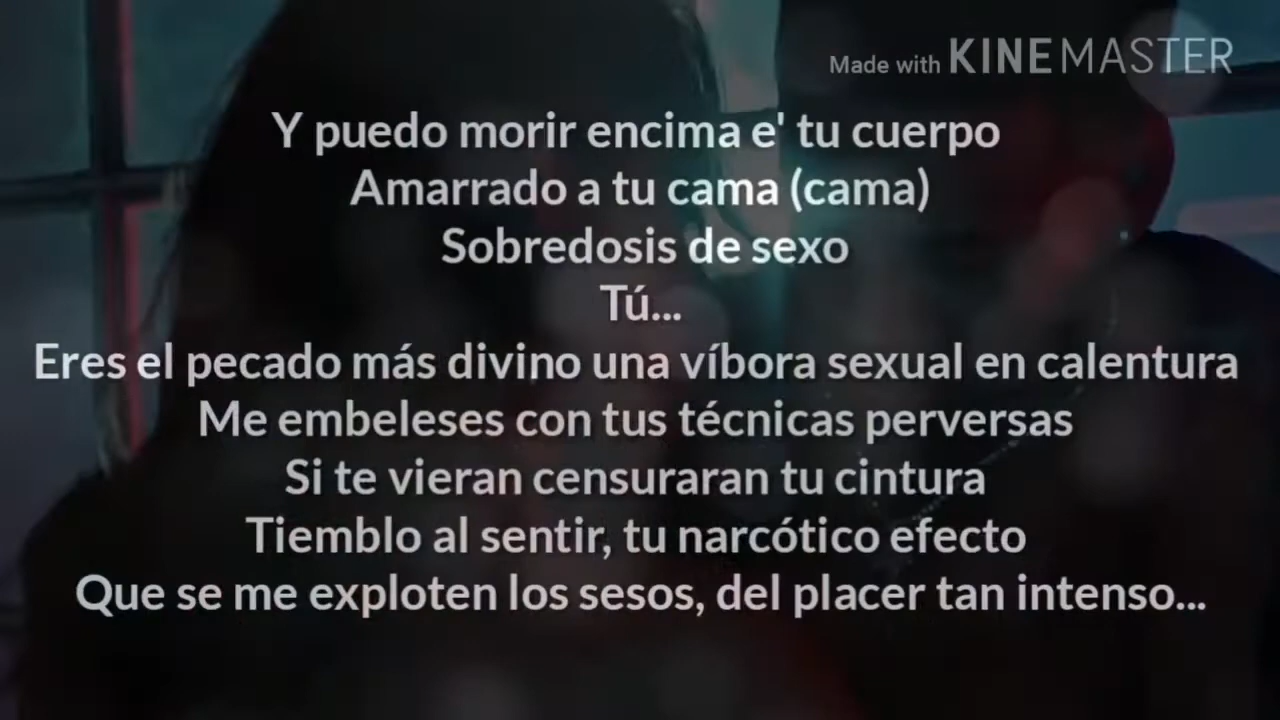 Made with KINEMASTER
Y puedo morir encima e' tu cuerpo
Amarrado a tu cama (cama)
Sobredosis de sexo
Tú...
Eres el pecado más divino una víbora sexual en calentura
Me embeleses con tus técnicas perversas
Si te vieran censuraran tu cintura
Tiemblo al sentir, tu narcótico efecto
Que se me exploten los sesos, del placer tan intenso...